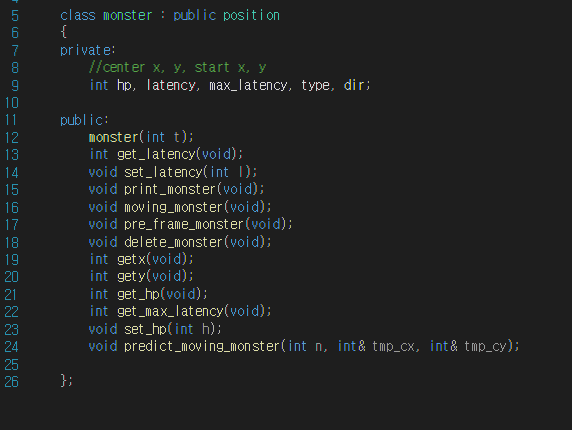 5 class monster : public position
6 {
7 private:
8 //center x, y, start x, y
9 int hp, latency, max_latency, type, dir;
10
11 public:
12 monster(int t);
13 int get_latency(void);
14 void set_latency(int l);
15 void print_monster(void);
16 void moving_monster(void);
17 void pre_frame_monster(void);
18 void delete_monster(void);
19 int getx(void);
20 int gety(void);
21 int get_hp(void);
22 int get_max_latency(void);
23 void set_hp(int h);
24 void predict_moving_monster(int n, int& tmp_cx, int& tmp_cy);
25
26 };